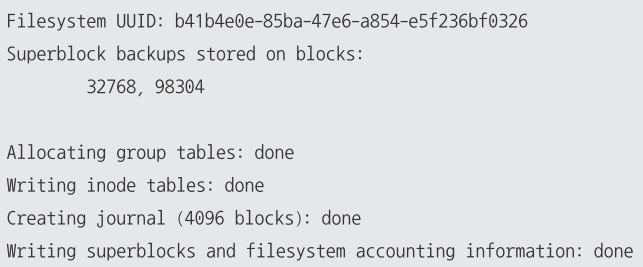 Filesystem UUID: b41b4e0e-85ba-47e6-a854-e5f236bf0326
Superblock backups stored on blocks:
32768, 98304
Allocating group tables: done
Writing inode tables: done
Creating journal (4096 blocks): done
Writing superblocks and filesystem accounting information: done